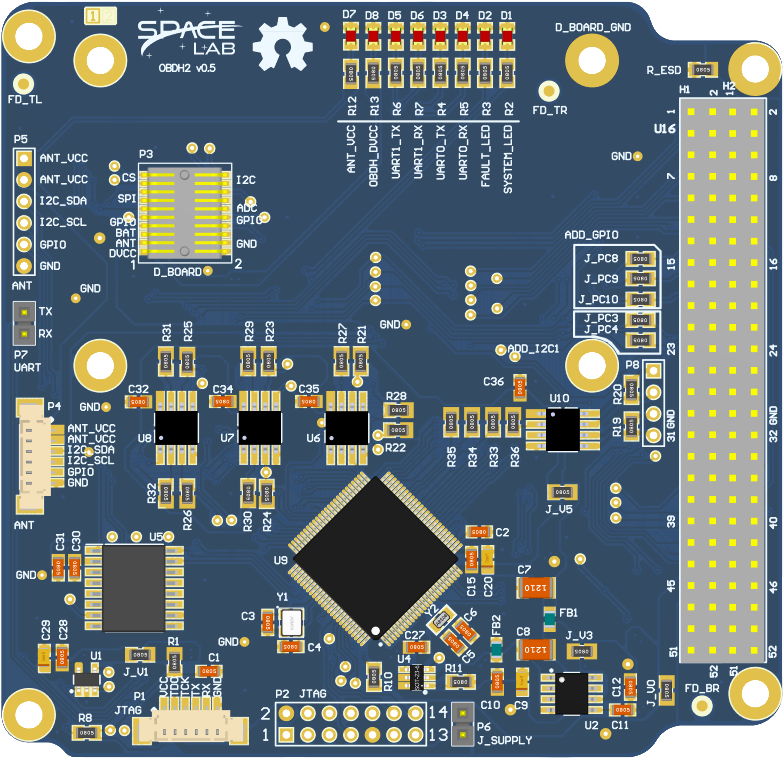 1
SPACE
LAB
OBDH2 v0.5
D7 D8 D5 D6 D3 D4 D2 D1
D_BOARD_GND
R12 R13 R6 R7 R4 R5 R3 R2
ANT_VCC
OBDH_DVCC
UART1_TX
UART1_RX
UART0_TX
UART0_RX
FAULT_LED
SYSTEM_LED
FD_TL
FD_TR
R_ESD
0805
H1 2 H2
12
1 2
U16
GND
7 8
15 16
23 24
31 GND GND 32
39 40
45 46
51 52
52 51
P5
ANT_VCC
ANT_VCC
I2C_SDA
I2C_SCL
GPIO
GND
ANT
P3
CS
SPI
GPIO
BAT
ANT
DVCC
I2C
ADC
GPIO
GND
1 2
D_BOARD
GND
TX
RX
P7
UART
ADD_GPIO
J_PC8
J_PC9
J_PC10
J_PC3
J_PC4
GND
ADD_I2C1
P8
R20
R19
R31 R25 R29 R23 R27 R21
C32 C34 C35
R28
R22
U8 U7 U6
R32 R26 R30 R24
C36
U10
R35 R34 R33 R36
J_V5
P4
GND
ANT_VCC
ANT_VCC
I2C_SDA
I2C_SCL
GPIO
GND
ANT
U5
C31 C30
GND
U9
C2
C15 C20
C7
1210
FB1
C8
1210
FB2
J_V3
Y1
C3
C4
GND
Y2
C6
C5
C27
U4
SOT-23-5
R10
R11
C10 C9
U2
C12
C11
J_V0
FD_BR
C29 C28
U1
J_V1
R1
C1
P1
VCC
TDO
TCK
TX
RX
GND
JTAG
R8
P2 JTAG
2 14
1 13
P6
J_SUPPLY